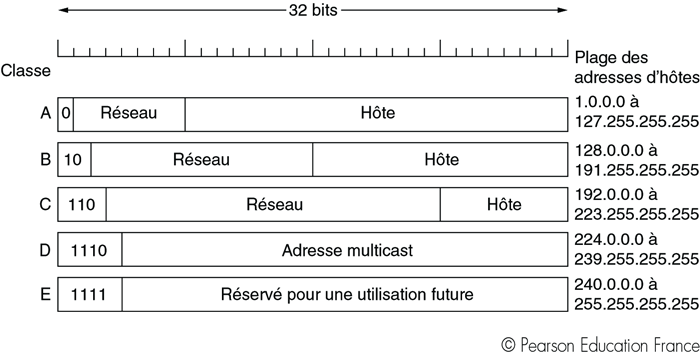 32 bits
Classe
Plage des
adresses d'hôtes
A 0 Réseau Hôte 1.0.0.0 à
127.255.255.255
B 10 Réseau Hôte 128.0.0.0 à
191.255.255.255
C 110 Réseau Hôte 192.0.0.0 à
223.255.255.255
D 1110 Adresse multicast 224.0.0.0 à
239.255.255.255
E 1111 Réservé pour une utilisation future 240.0.0.0 à
255.255.255.255
© Pearson Education France